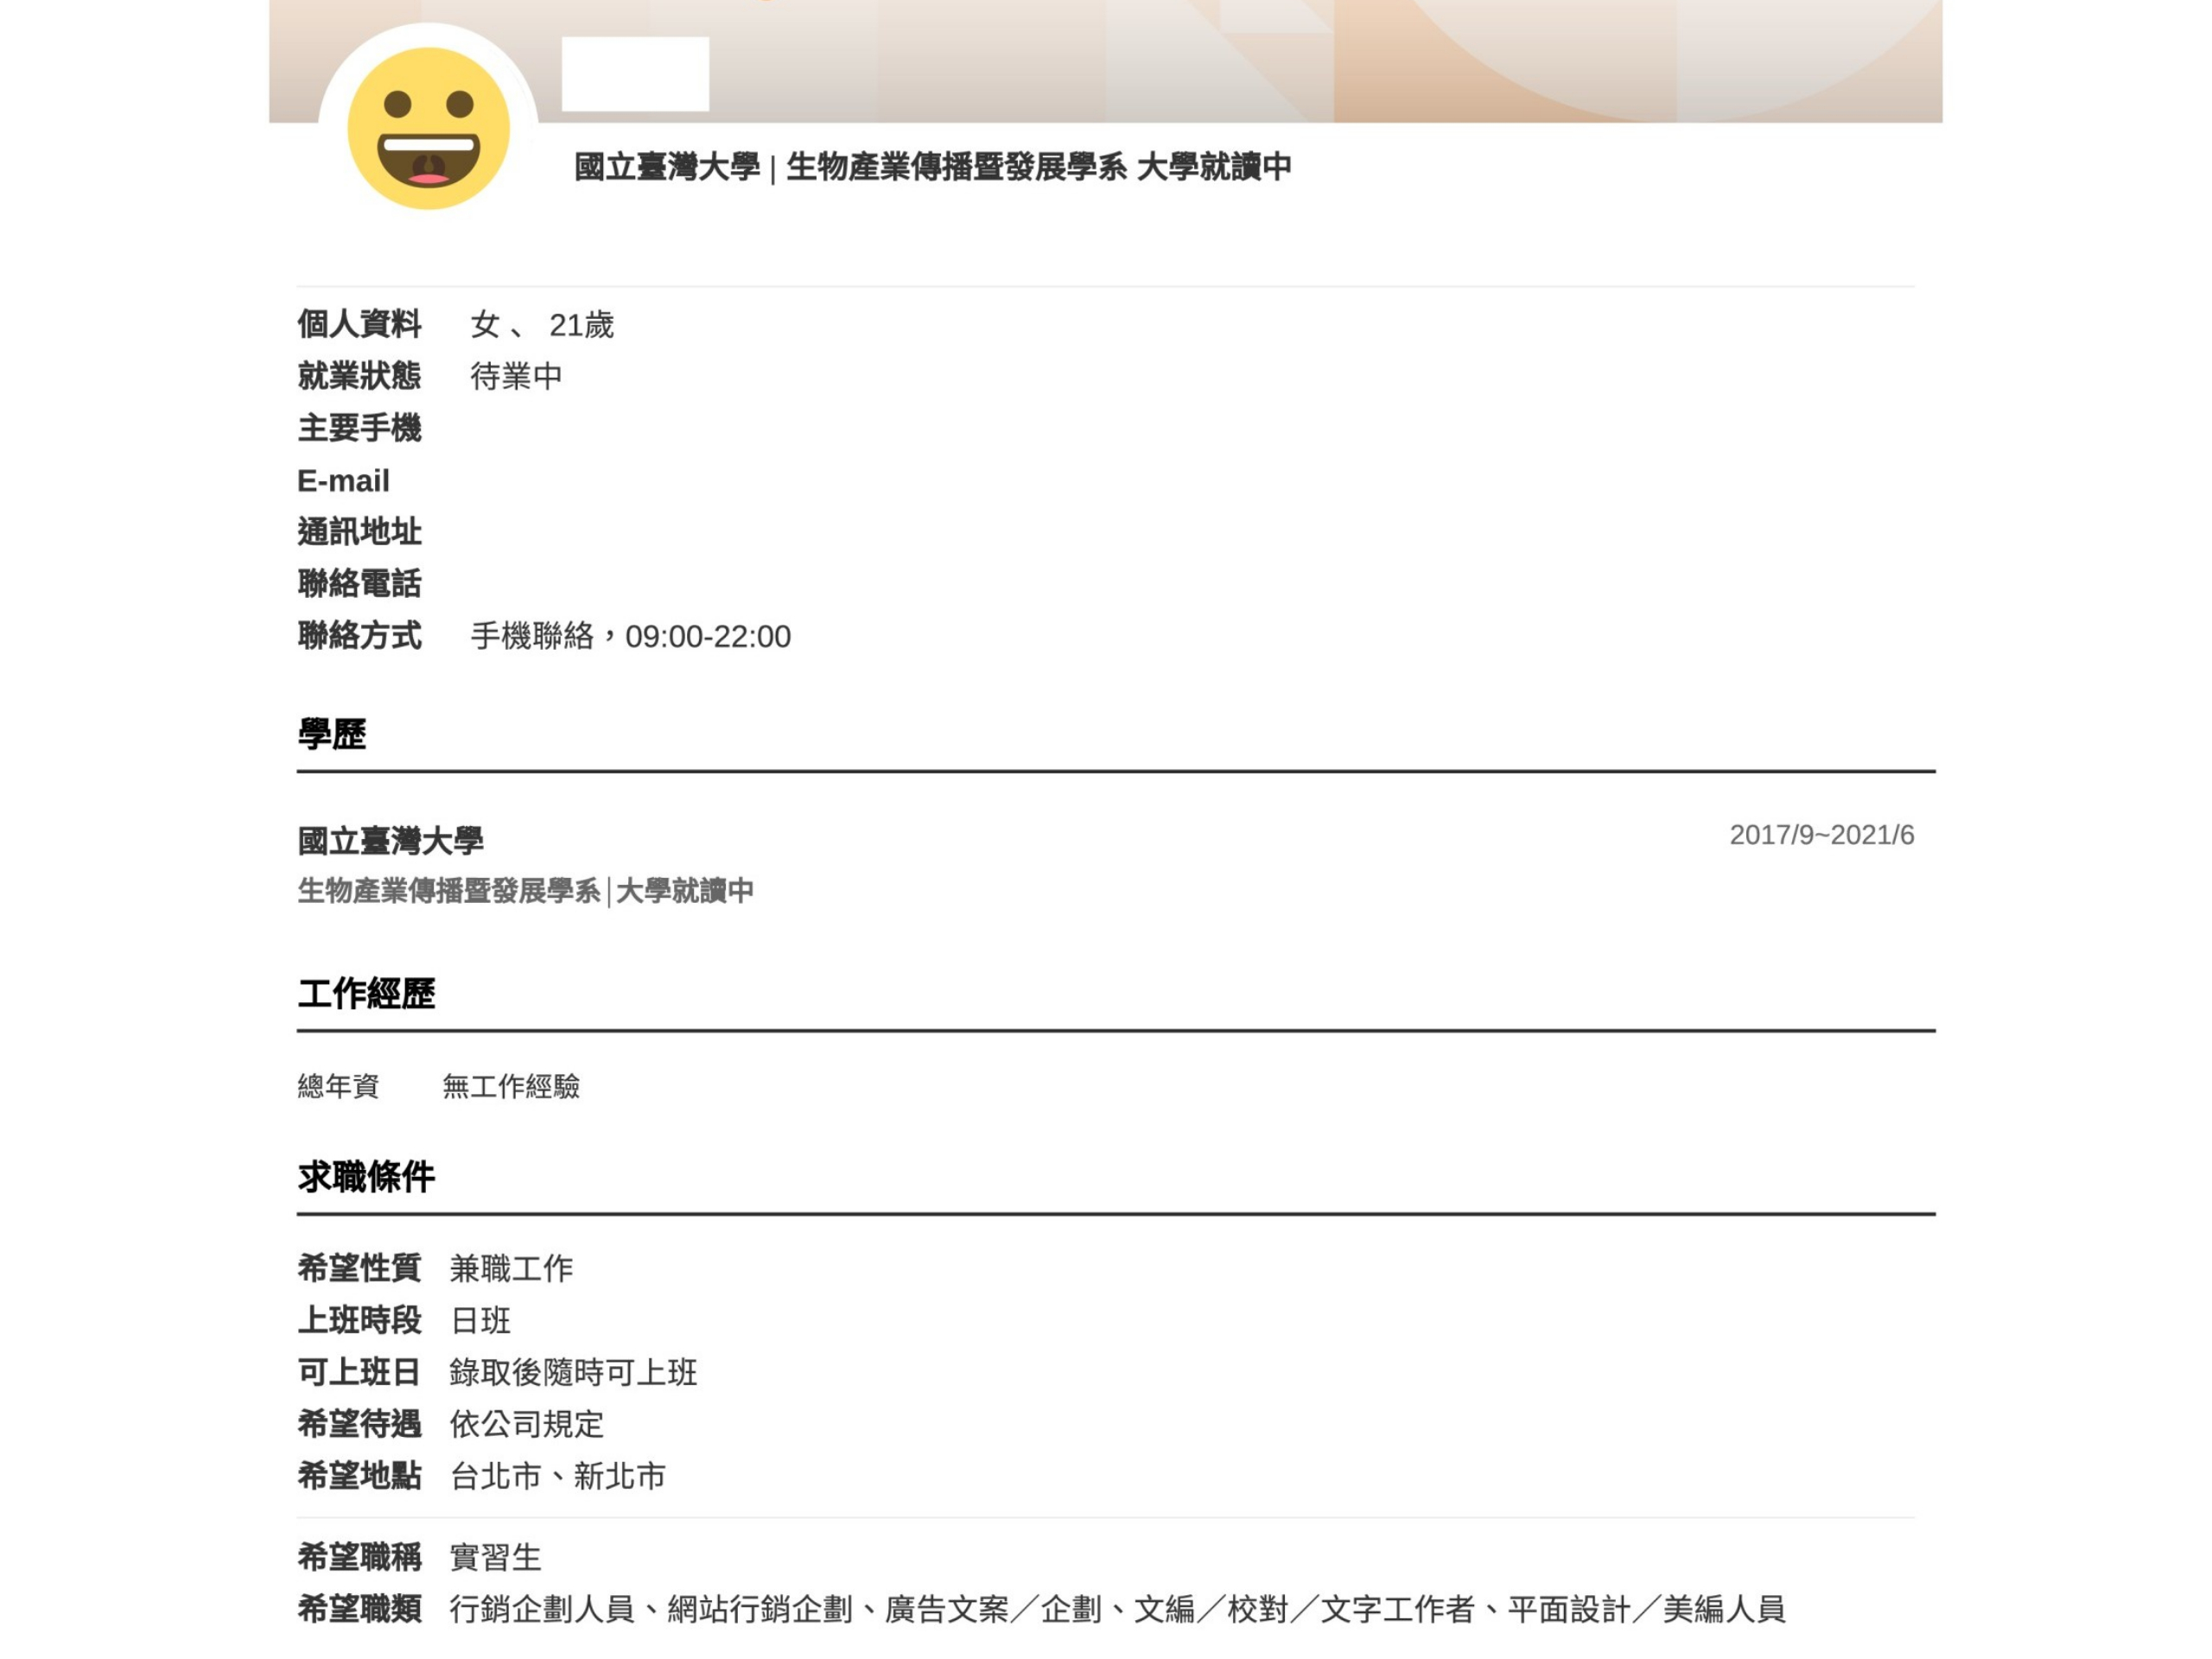 國立臺灣大學 | 生物產業傳播暨發展學系 大學就讀中
個人資料 女 、 21歲
就業狀態 待業中
主要手機
E-mail
通訊地址
聯絡電話
聯絡方式 手機聯絡，09:00-22:00
學歷
國立臺灣大學 2017/9~2021/6
生物產業傳播暨發展學系|大學就讀中
工作經歷
總年資 無工作經驗
求職條件
希望性質 兼職工作
上班時段 日班
可上班日 錄取後隨時可上班
希望待遇 依公司規定
希望地點 台北市、新北市
希望職稱 實習生
希望職類 行銷企劃人員、網站行銷企劃、廣告文案／企劃、文編／校對／文字工作者、平面設計／美編人員